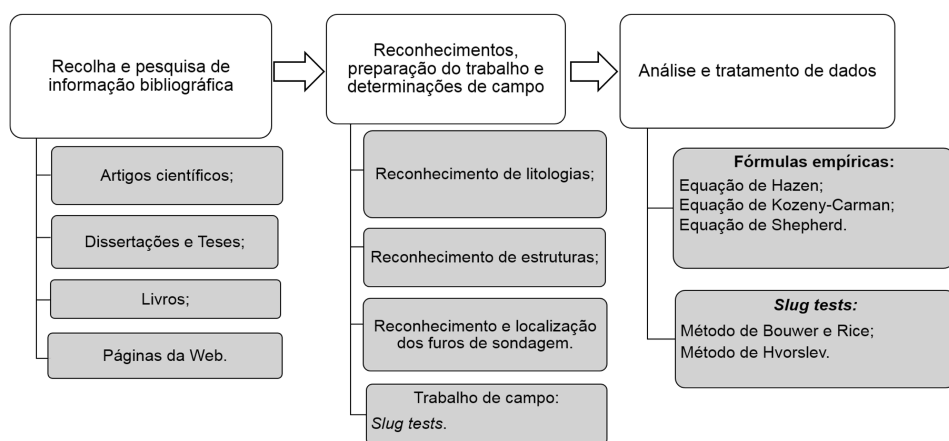 Recolha e pesquisa de
informação bibliográfica
Artigos científicos;
Dissertações e Teses;
Livros;
Páginas da Web.
Reconhecimentos,
preparação do trabalho e
determinações de campo
Reconhecimento de litologias;
Reconhecimento de estruturas;
Reconhecimento e localização
dos furos de sondagem.
Trabalho de campo:
Slug tests.
Análise e tratamento de dados
Fórmulas empíricas:
Equação de Hazen;
Equação de Kozeny-Carman;
Equação de Shepherd.
Slug tests:
Método de Bouwer e Rice;
Método de Hvorslev.